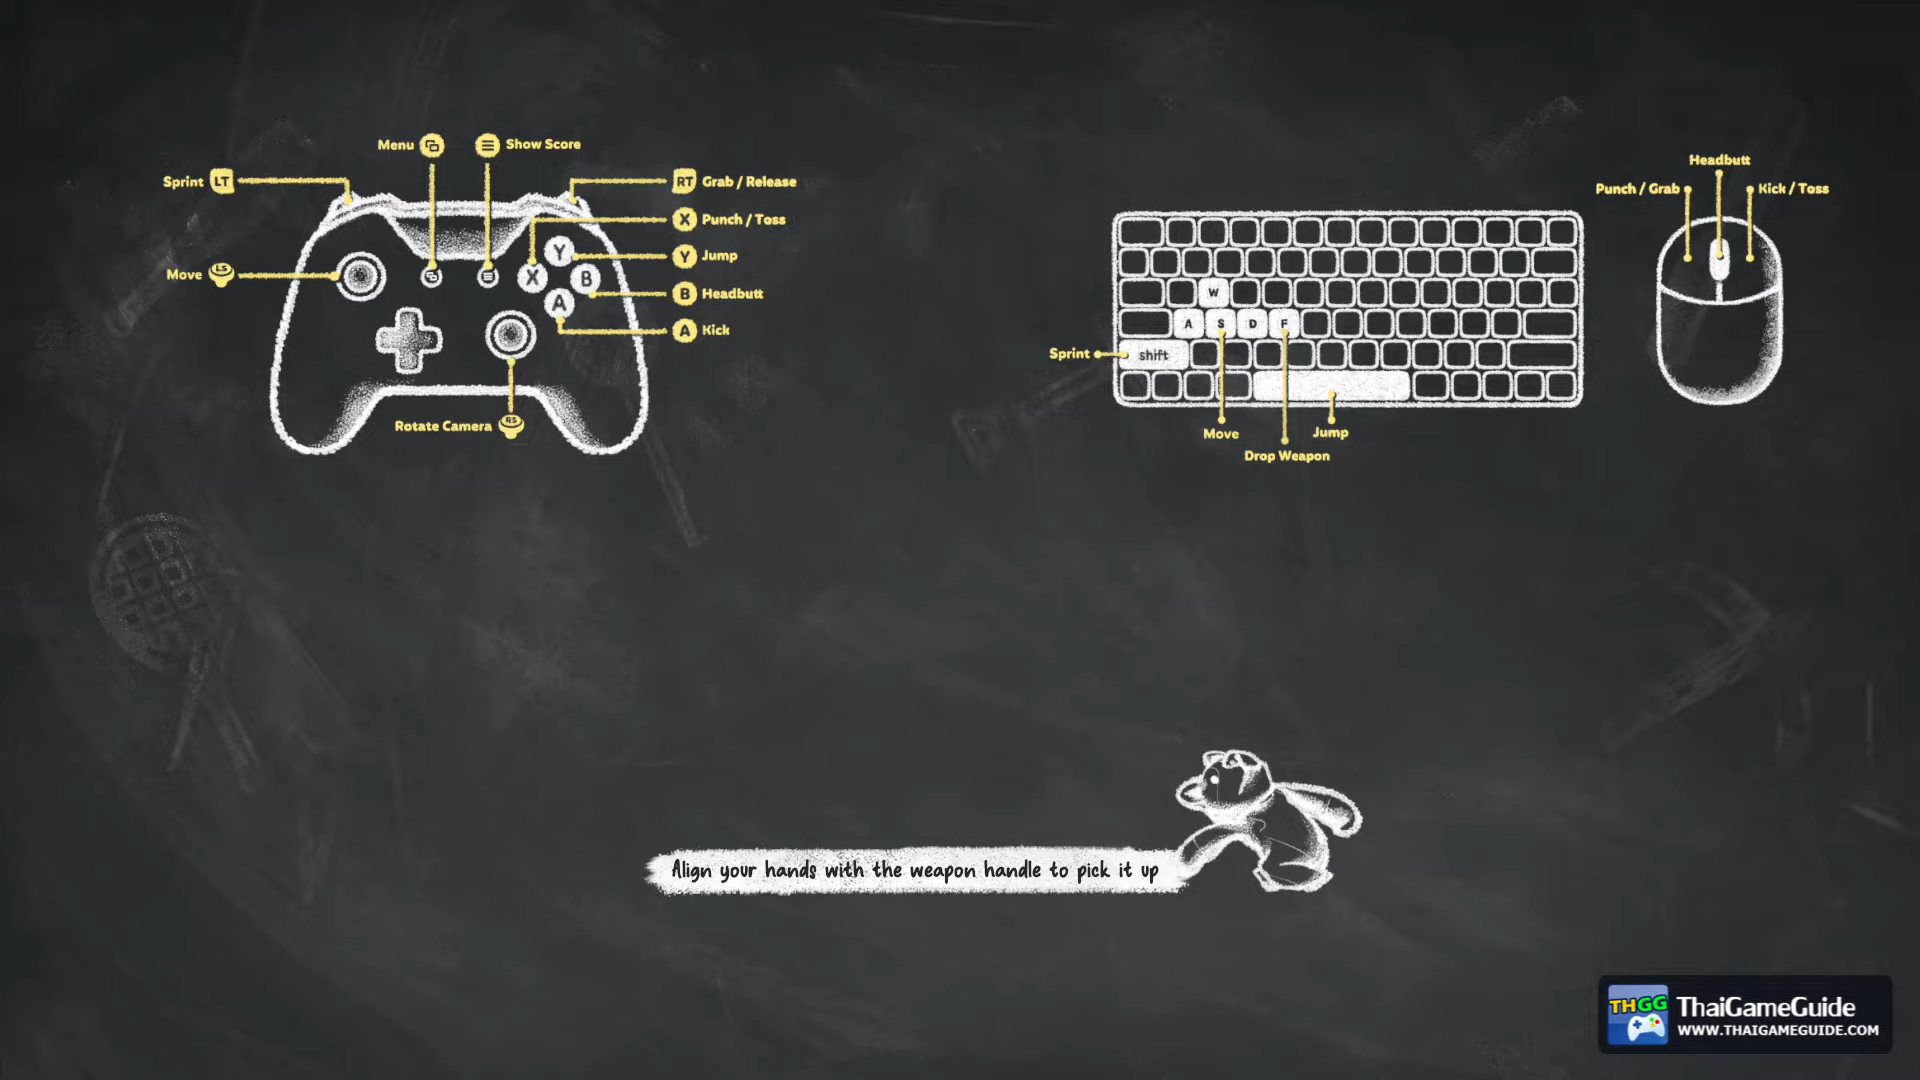 Menu
Show Score
Sprint LT
RT Grab / Release
X Punch / Toss
Move LS
Y Jump
B Headbutt
A Kick
Y
X
B
A
Rotate Camera RS
Headbutt
Punch / Grab
Kick / Toss
W
A S D F
Sprint
shift
Move
Jump
Drop Weapon
Align your hands with the weapon handle to pick it up
THGG ThaiGameGuide
WWW.THAIGAMEGUIDE.COM